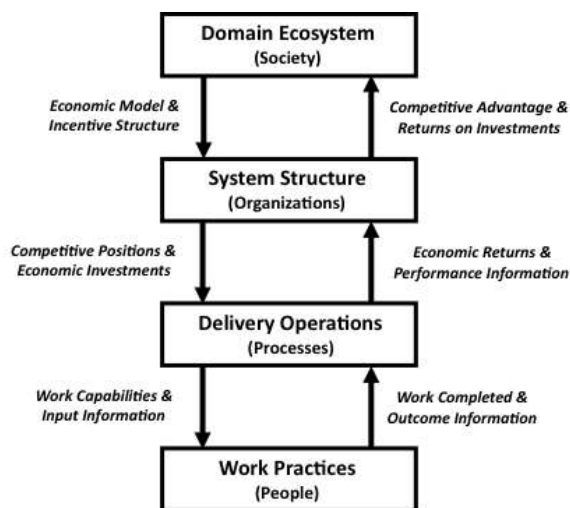 Domain Ecosystem
(Society)
Economic Model &
Incentive Structure
Competitive Advantage &
Returns on Investments
System Structure
(Organizations)
Competitive Positions &
Economic Investments
Economic Returns &
Performance Information
Delivery Operations
(Processes)
Work Capabilities &
Input Information
Work Completed &
Outcome Information
Work Practices
(People)